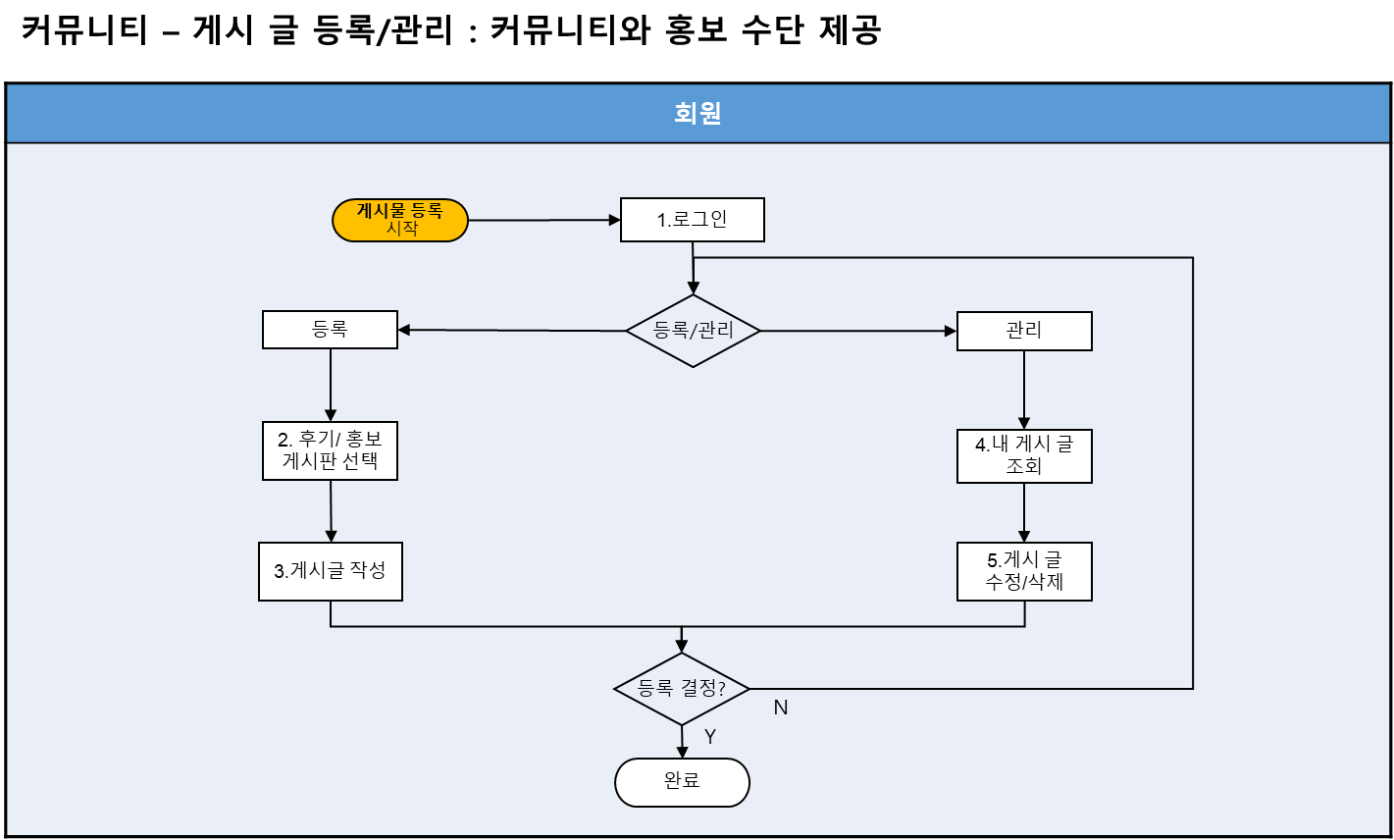 커뮤니티 – 게시 글 등록/관리 : 커뮤니티와 홍보 수단 제공
회원
게시물 등록
시작
1.로그인
등록
등록/관리
관리
2. 후기/ 홍보
게시판 선택
4.내 게시 글
조회
3.게시글 작성
5.게시 글
수정/삭제
등록 결정?
N
Y
완료